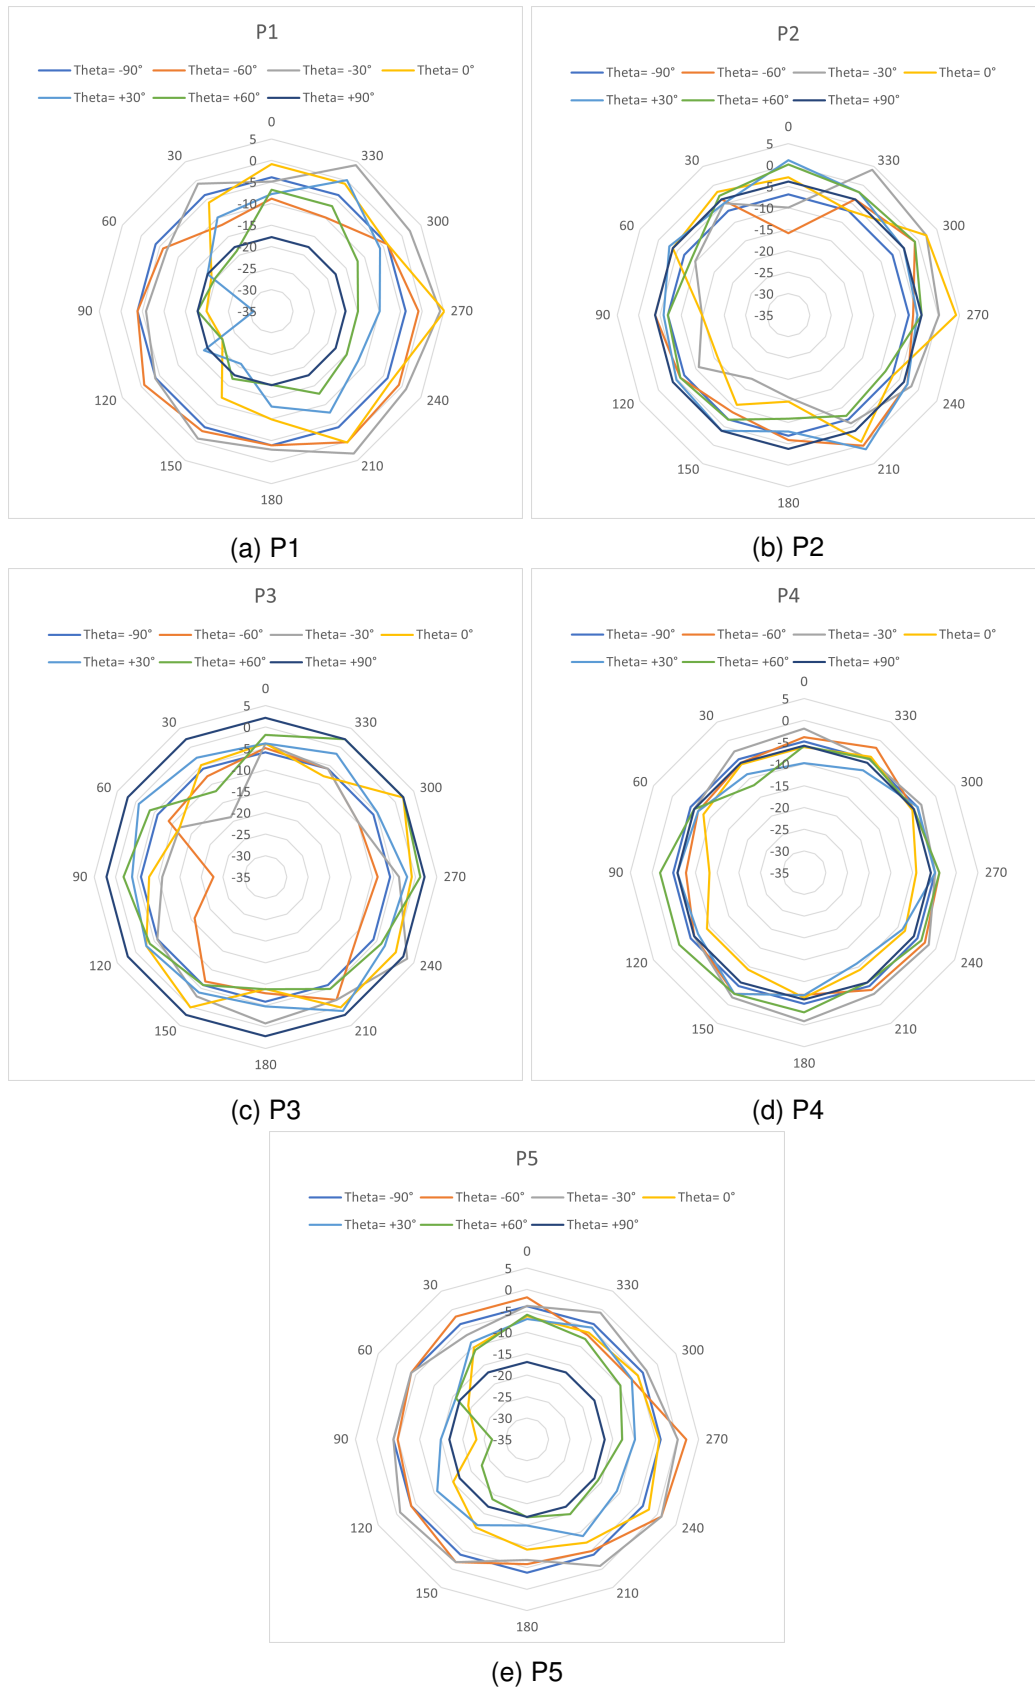 P1
Theta= -90° Theta= -60° Theta= -30° Theta= 0°
Theta= +30° Theta= +60° Theta= +90°
0
5
30 0 330
-5
60 -10 300
-15
-20
-25
-30
90 -35 270
120 240
150 210
180
(a) P1
P2
Theta= -90° Theta= -60° Theta= -30° Theta= 0°
Theta= +30° Theta= +60° Theta= +90°
0
5
30 0 330
-5
60 -10 300
-15
-20
-25
-30
90 -35 270
120 240
150 210
180
(b) P2
P3
Theta= -90° Theta= -60° Theta= -30° Theta= 0°
Theta= +30° Theta= +60° Theta= +90°
0
5
30 0 330
-5
60 -10 300
-15
-20
-25
-30
90 -35 270
120 240
150 210
180
(c) P3
P4
Theta= -90° Theta= -60° Theta= -30° Theta= 0°
Theta= +30° Theta= +60° Theta= +90°
0
5
30 0 330
-5
60 -10 300
-15
-20
-25
-30
90 -35 270
120 240
150 210
180
(d) P4
P5
Theta= -90° Theta= -60° Theta= -30° Theta= 0°
Theta= +30° Theta= +60° Theta= +90°
0
5
30 0 330
-5
60 -10 300
-15
-20
-25
-30
90 -35 270
120 240
150 210
180
(e) P5